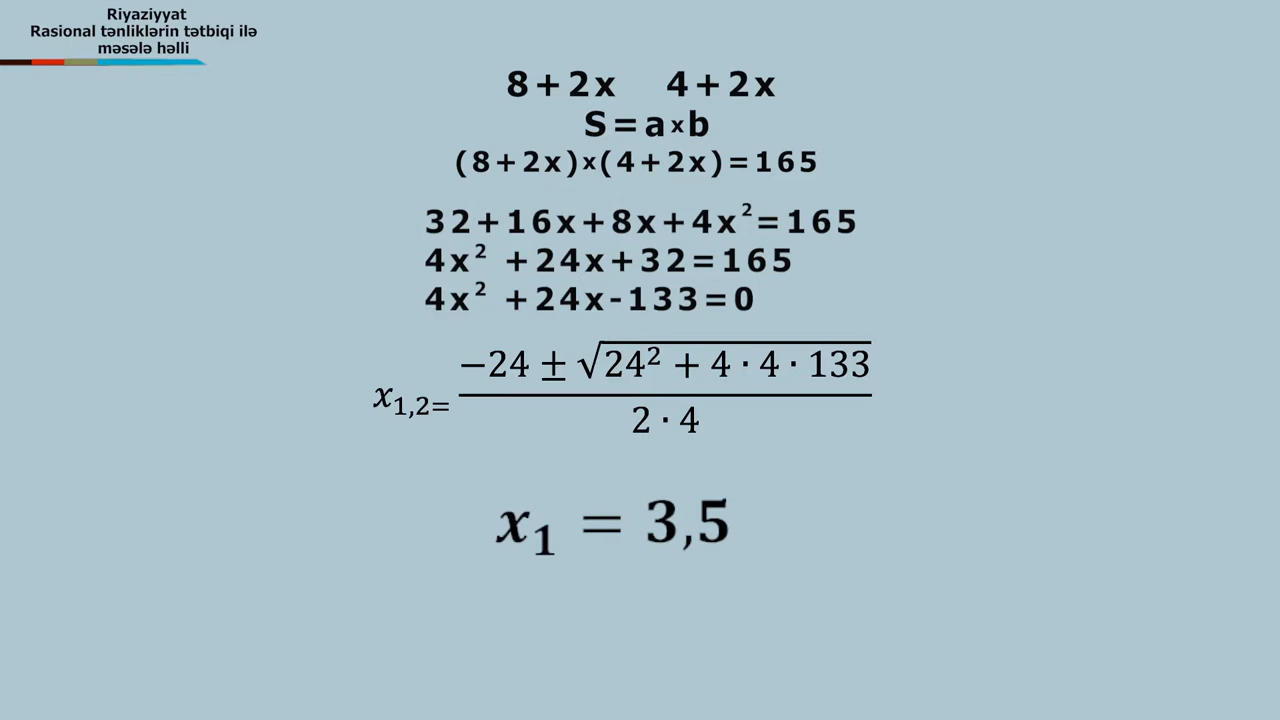 Riyaziyyat
Rasional tənliklərin tətbiqi ilə
məsələ həlli
8+2x 4+2x
S=a×b
(8+2x)×(4+2x)=165
32+16x+8x+4x²=165
4x² +24x+32=165
4x² +24x-133=0
x₁,₂= (−24 ± √(24² + 4 · 4 · 133)) / (2 · 4)
x₁ = 3,5